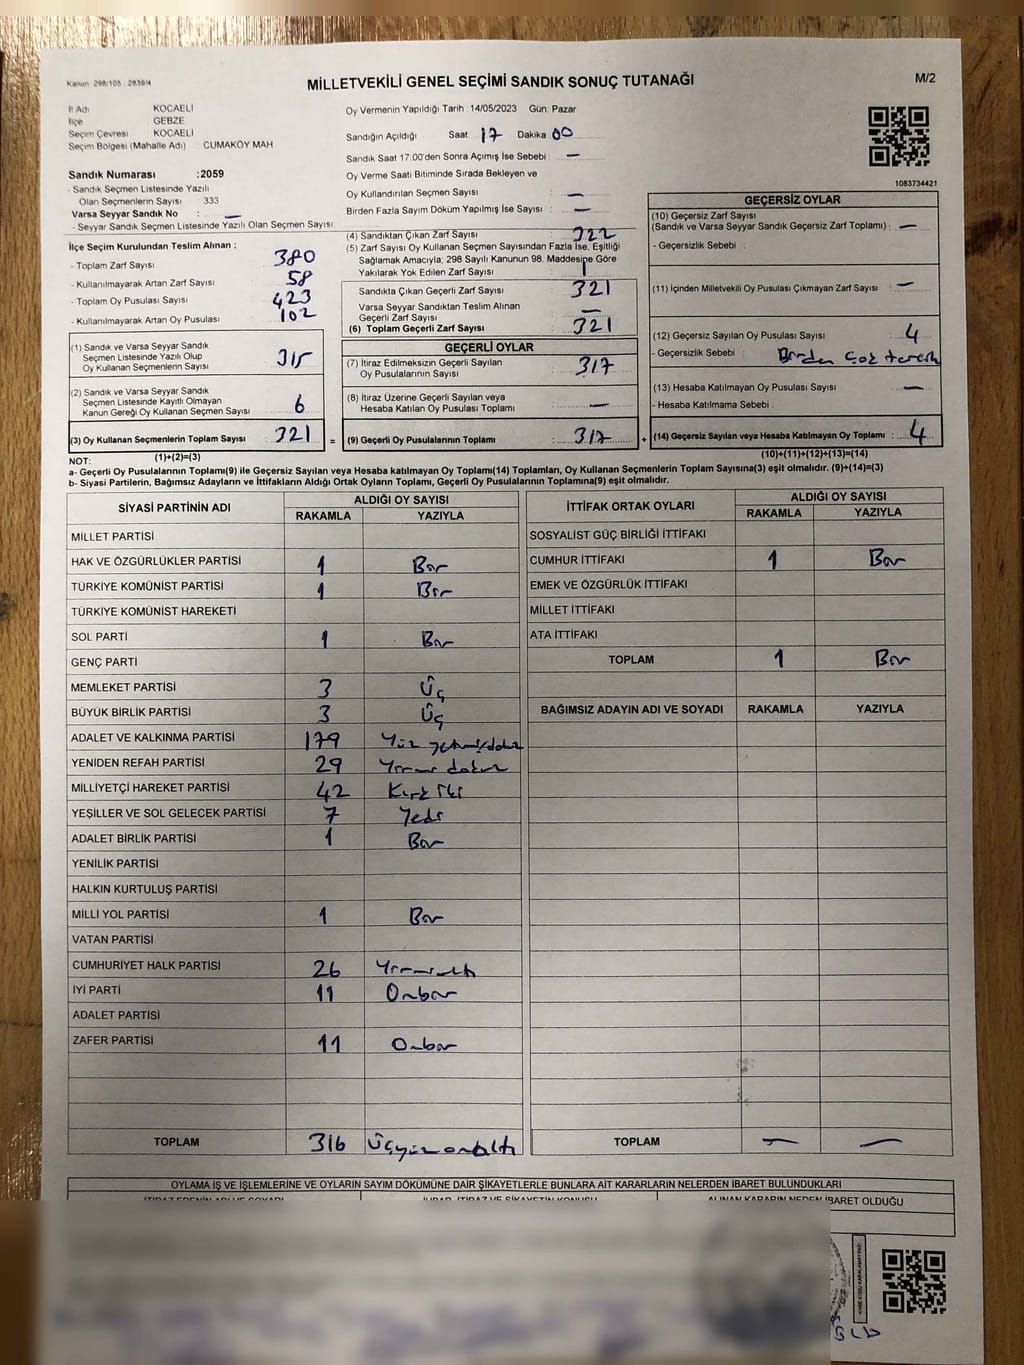 Kanun 298/105 2839/4
MİLLETVEKİLİ GENEL SEÇİMİ SANDIK SONUÇ TUTANAĞI
M/2
İl Adı KOCAELİ
İlçe GEBZE
Seçim Çevresi : KOCAELİ
Seçim Bölgesi (Mahalle Adı) CUMAKÖY MAH
Oy Vermenin Yapıldığı Tarih :14/05/2023 Gün: Pazar
Sandığın Açıldığı Saat 17 Dakika 00
Sandık Saat 17:00'den Sonra Açımış İse Sebebi : —
Oy Verme Saati Bitiminde Sırada Bekleyen ve
Oy Kullandırılan Seçmen Sayısı —
Birden Fazla Sayım Döküm Yapılmış İse Sayısı : —
1083734421
Sandık Numarası :2059
- Sandık Seçmen Listesinde Yazılı
Olan Seçmenlerin Sayısı 333
Varsa Seyyar Sandık No : —
- Seyyar Sandık Seçmen Listesinde Yazılı Olan Seçmen Sayısı:
İlçe Seçim Kurulundan Teslim Alınan ;
- Toplam Zarf Sayısı : 380
- Kullanılmayarak Artan Zarf Sayısı : 58
- Toplam Oy Pusulası Sayısı : 423
- Kullanılmayarak Artan Oy Pusulası : 102
(1) Sandık ve Varsa Seyyar Sandık
Seçmen Listesinde Yazılı Olup
Oy Kullanan Seçmenlerin Sayısı : 315
(2) Sandık ve Varsa Seyyar Sandık
Seçmen Listesinde Kayıtlı Olmayan
Kanun Gereği Oy Kullanan Seçmen Sayısı : 6
(3) Oy Kullanan Seçmenlerin Toplam Sayısı : 321
(1)+(2)=(3)
(4) Sandıktan Çıkan Zarf Sayısı : 322
(5) Zarf Sayısı Oy Kullanan Seçmen Sayısından Fazla İse, Eşitliği
Sağlamak Amacıyla; 298 Sayılı Kanunun 98. Maddesine Göre
Yakılarak Yok Edilen Zarf Sayısı : 1
Sandıkta Çıkan Geçerli Zarf Sayısı : 321
Varsa Seyyar Sandıktan Teslim Alınan
Geçerli Zarf Sayısı : —
(6) Toplam Geçerli Zarf Sayısı : 321
GEÇERLİ OYLAR
(7) İtiraz Edilmeksizin Geçerli Sayılan
Oy Pusulalarının Sayısı : 317
(8) İtiraz Üzerine Geçerli Sayılan veya
Hesaba Katılan Oy Pusulası Toplamı : —
= (9) Geçerli Oy Pusulalarının Toplamı : 317
GEÇERSİZ OYLAR
(10) Geçersiz Zarf Sayısı
(Sandık ve Varsa Seyyar Sandık Geçersiz Zarf Toplamı) : —
- Geçersizlik Sebebi :
(11) İçinden Milletvekili Oy Pusulası Çıkmayan Zarf Sayısı : —
(12) Geçersiz Sayılan Oy Pusulası Sayısı : 4
- Geçersizlik Sebebi : Birden çok tercih
(13) Hesaba Katılmayan Oy Pusulası Sayısı : —
- Hesaba Katılmama Sebebi :
+ (14) Geçersiz Sayılan veya Hesaba Katılmayan Oy Toplamı : 4
(10)+(11)+(12)+(13)=(14)
NOT:
a- Geçerli Oy Pusulalarının Toplamı(9) ile Geçersiz Sayılan veya Hesaba katılmayan Oy Toplamı(14) Toplamları, Oy Kullanan Seçmenlerin Toplam Sayısına(3) eşit olmalıdır. (9)+(14)=(3)
b- Siyasi Partilerin, Bağımsız Adayların ve İttifakların Aldığı Ortak Oyların Toplamı, Geçerli Oy Pusulalarının Toplamına(9) eşit olmalıdır.
SİYASİ PARTİNİN ADI ALDIĞI OY SAYISI
RAKAMLA YAZIYLA
MİLLET PARTİSİ
HAK VE ÖZGÜRLÜKLER PARTİSİ 1 Bir
TÜRKİYE KOMÜNİST PARTİSİ 1 Bir
TÜRKİYE KOMÜNİST HAREKETİ
SOL PARTİ 1 Bir
GENÇ PARTİ
MEMLEKET PARTİSİ 3 Üç
BÜYÜK BİRLİK PARTİSİ 3 Üç
ADALET VE KALKINMA PARTİSİ 179 Yüz yetmişdokuz
YENİDEN REFAH PARTİSİ 29 Yirmi dokuz
MİLLİYETÇİ HAREKET PARTİSİ 42 Kırk iki
YEŞİLLER VE SOL GELECEK PARTİSİ 7 Yedi
ADALET BİRLİK PARTİSİ 1 Bir
YENİLİK PARTİSİ
HALKIN KURTULUŞ PARTİSİ
MİLLİ YOL PARTİSİ 1 Bir
VATAN PARTİSİ
CUMHURİYET HALK PARTİSİ 26 Yirmialtı
İYİ PARTİ 11 Onbir
ADALET PARTİSİ
ZAFER PARTİSİ 11 Onbir
TOPLAM 316 Üçyüzonaltı
İTTİFAK ORTAK OYLARI ALDIĞI OY SAYISI
RAKAMLA YAZIYLA
SOSYALİST GÜÇ BİRLİĞİ İTTİFAKI
CUMHUR İTTİFAKI 1 Bir
EMEK VE ÖZGÜRLÜK İTTİFAKI
MİLLET İTTİFAKI
ATA İTTİFAKI
TOPLAM 1 Bir
BAĞIMSIZ ADAYIN ADI VE SOYADI RAKAMLA YAZIYLA
TOPLAM — —
OYLAMA İŞ VE İŞLEMLERİNE VE OYLARIN SAYIM DÖKÜMÜNE DAİR ŞİKAYETLERLE BUNLARA AİT KARARLARIN NELERDEN İBARET BULUNDUKLARI
ALINAN KARARIN NEDEN İBARET OLDUĞU